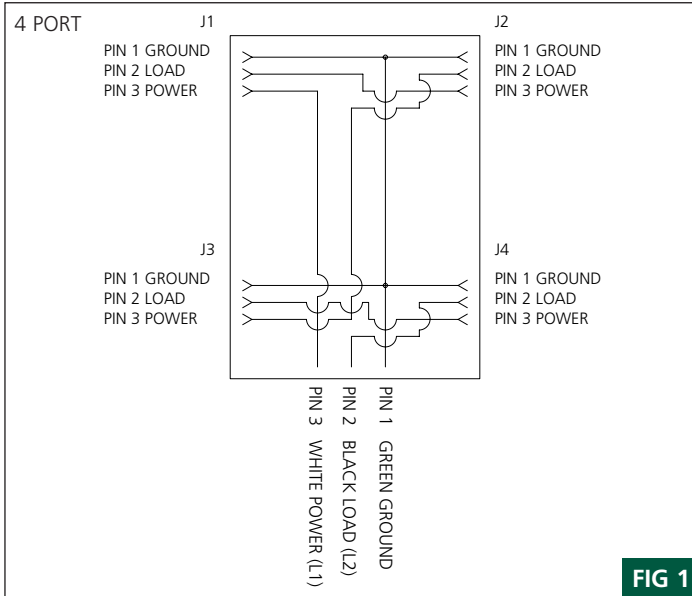 4 PORT
J1
PIN 1 GROUND
PIN 2 LOAD
PIN 3 POWER
J2
PIN 1 GROUND
PIN 2 LOAD
PIN 3 POWER
J3
PIN 1 GROUND
PIN 2 LOAD
PIN 3 POWER
J4
PIN 1 GROUND
PIN 2 LOAD
PIN 3 POWER
PIN 3 WHITE POWER (L1)
PIN 2 BLACK LOAD (L2)
PIN 1 GREEN GROUND
FIG 1